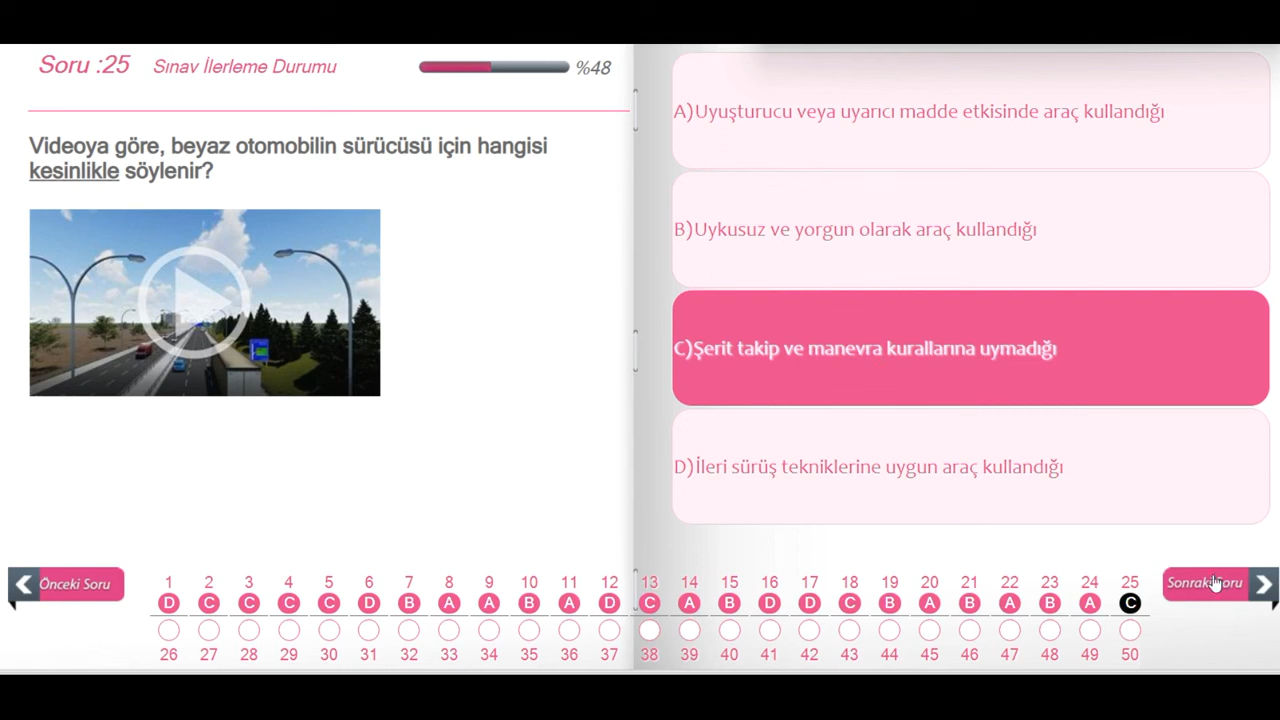 Soru :25 Sınav İlerleme Durumu %48
Videoya göre, beyaz otomobilin sürücüsü için hangisi
kesinlikle söylenir?
A)Uyuşturucu veya uyarıcı madde etkisinde araç kullandığı
B)Uykusuz ve yorgun olarak araç kullandığı
C)Şerit takip ve manevra kurallarına uymadığı
D)İleri sürüş tekniklerine uygun araç kullandığı
Önceki Soru
1 2 3 4 5 6 7 8 9 10 11 12 13 14 15 16 17 18 19 20 21 22 23 24 25
D C C C C D B A A B A D C A B D D C B A B A B A C
26 27 28 29 30 31 32 33 34 35 36 37 38 39 40 41 42 43 44 45 46 47 48 49 50
Sonraki Soru